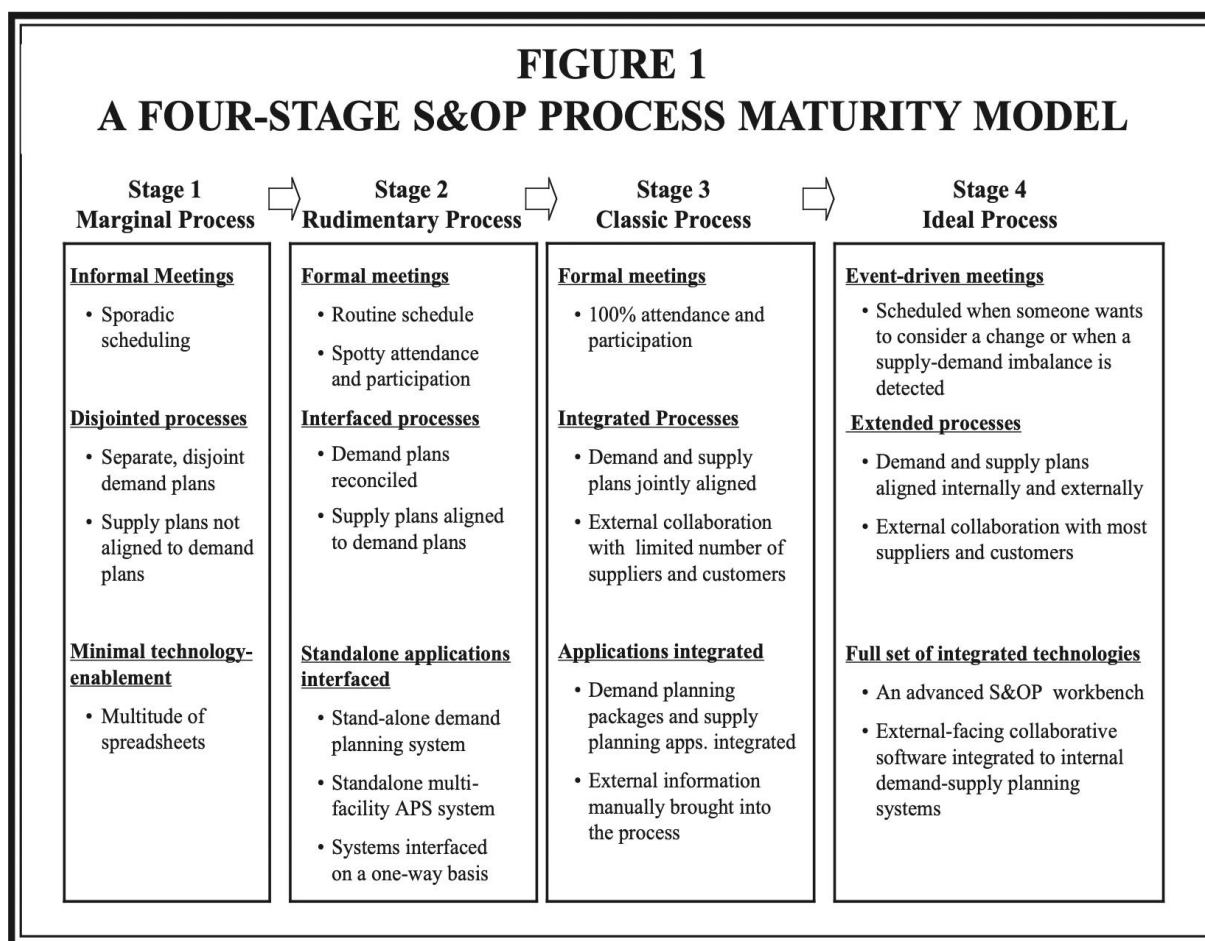 FIGURE 1
A FOUR-STAGE S&OP PROCESS MATURITY MODEL
Stage 1
Marginal Process
Informal Meetings
• Sporadic
scheduling
Disjointed processes
• Separate, disjoint
demand plans
• Supply plans not
aligned to demand
plans
Minimal technology-
enablement
• Multitude of
spreadsheets
Stage 2
Rudimentary Process
Formal meetings
• Routine schedule
• Spotty attendance
and participation
Interfaced processes
• Demand plans
reconciled
• Supply plans aligned
to demand plans
Standalone applications
interfaced
• Stand-alone demand
planning system
• Standalone multi-
facility APS system
• Systems interfaced
on a one-way basis
Stage 3
Classic Process
Formal meetings
• 100% attendance and
participation
Integrated Processes
• Demand and supply
plans jointly aligned
• External collaboration
with limited number of
suppliers and customers
Applications integrated
• Demand planning
packages and supply
planning apps. integrated
• External information
manually brought into
the process
Stage 4
Ideal Process
Event-driven meetings
• Scheduled when someone wants
to consider a change or when a
supply-demand imbalance is
detected
Extended processes
• Demand and supply plans
aligned internally and externally
• External collaboration with most
suppliers and customers
Full set of integrated technologies
• An advanced S&OP workbench
• External-facing collaborative
software integrated to internal
demand-supply planning
systems